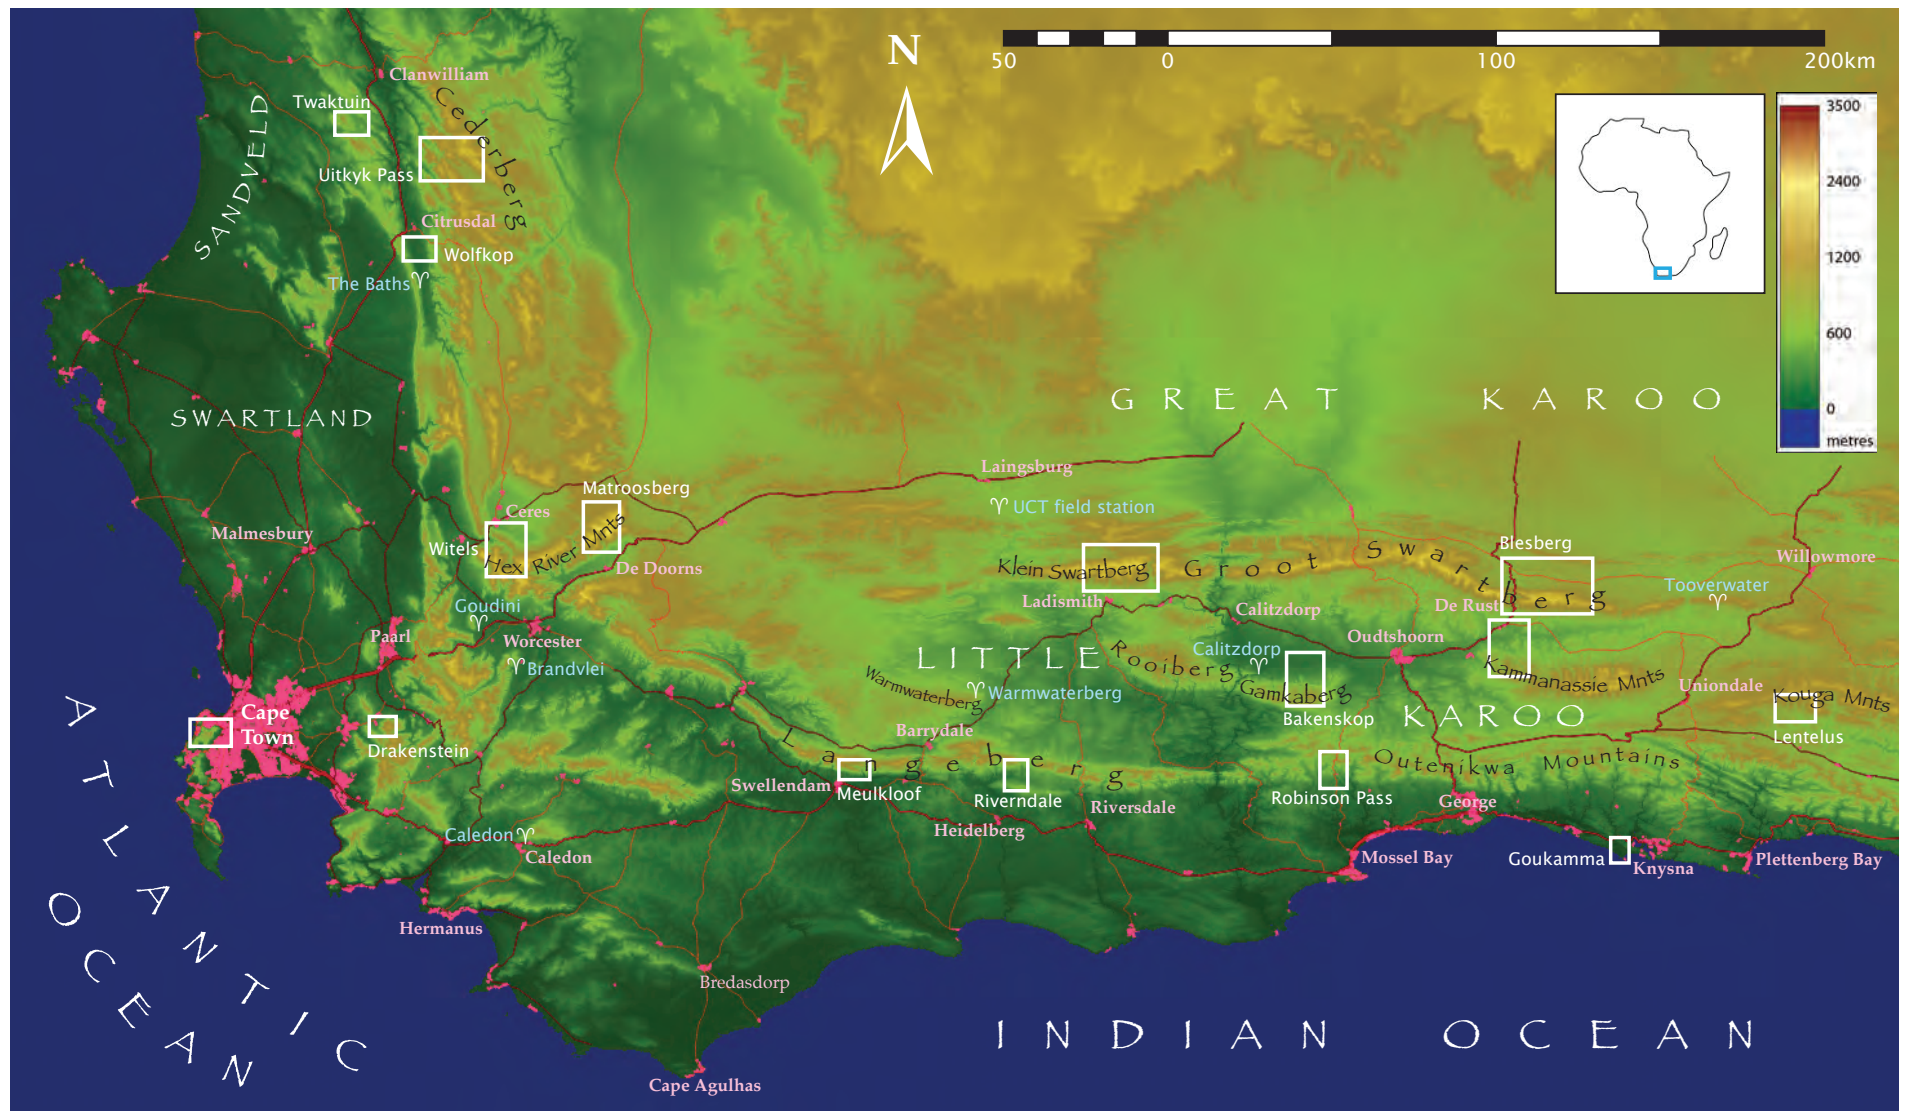 N
50 0 100 200km
3500
2400
1200
600
0
metres
Clanwilliam
Cederberg
Twaktuin
SANDVELD
Uitkyk Pass
Citrusdal
Wolfkop
The Baths
SWARTLAND
GREAT KAROO
Laingsburg
Matroosberg
UCT field station
Ceres
Malmesbury
Witels
Hex River Mnts
De Doorns
Blesberg
Willowmore
Klein Swartberg
Groot Swartberg
Tooverwater
Ladismith
Calitzdorp
De Rust
Goudini
Paarl
Worcester
Oudtshoorn
Brandvlei
LITTLE KAROO
Rooiberg
Calitzdorp
Warmwaterberg
Warmwaterberg
Gamkaberg
Kammanassie Mnts
Uniondale
Kouga Mnts
Bakenskop
Cape
Town
Drakenstein
Barrydale
Langeberg
Lentelus
Outenikwa Mountains
Swellendam
Meulkloof
Riverndale
Riversdale
Robinson Pass
George
Heidelberg
Caledon
Caledon
Mossel Bay
Goukamma
Knysna
Plettenberg Bay
ATLANTIC
OCEAN
Hermanus
Bredasdorp
INDIAN OCEAN
Cape Agulhas